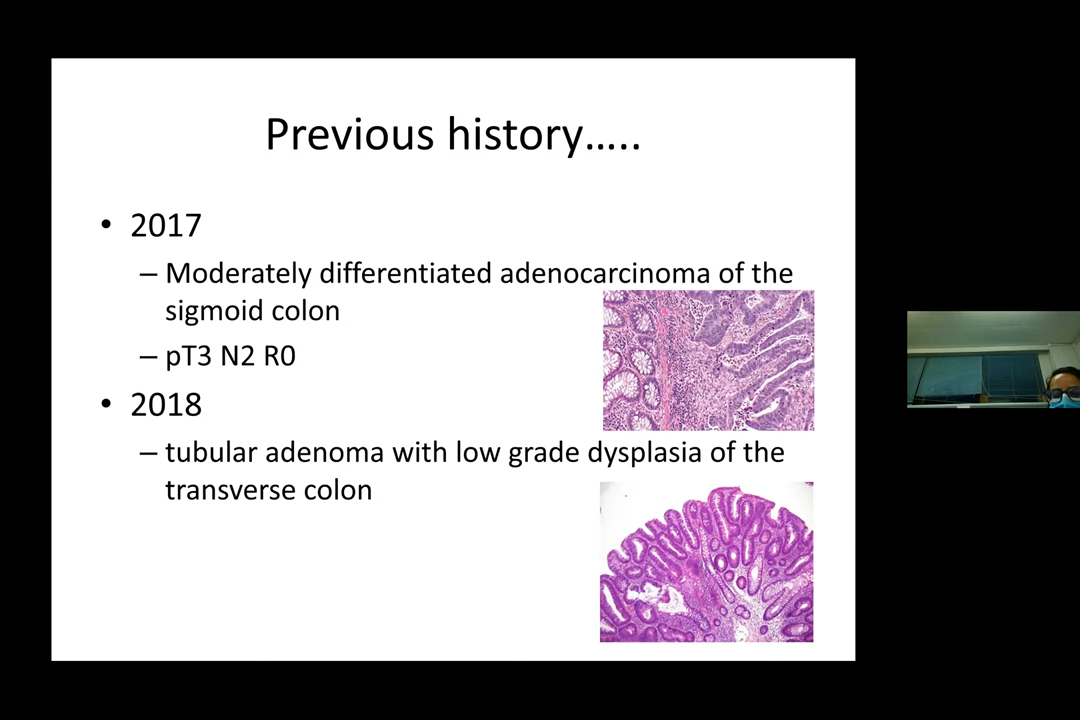 Previous history…..
• 2017
– Moderately differentiated adenocarcinoma of the
sigmoid colon
– pT3 N2 R0
• 2018
– tubular adenoma with low grade dysplasia of the
transverse colon